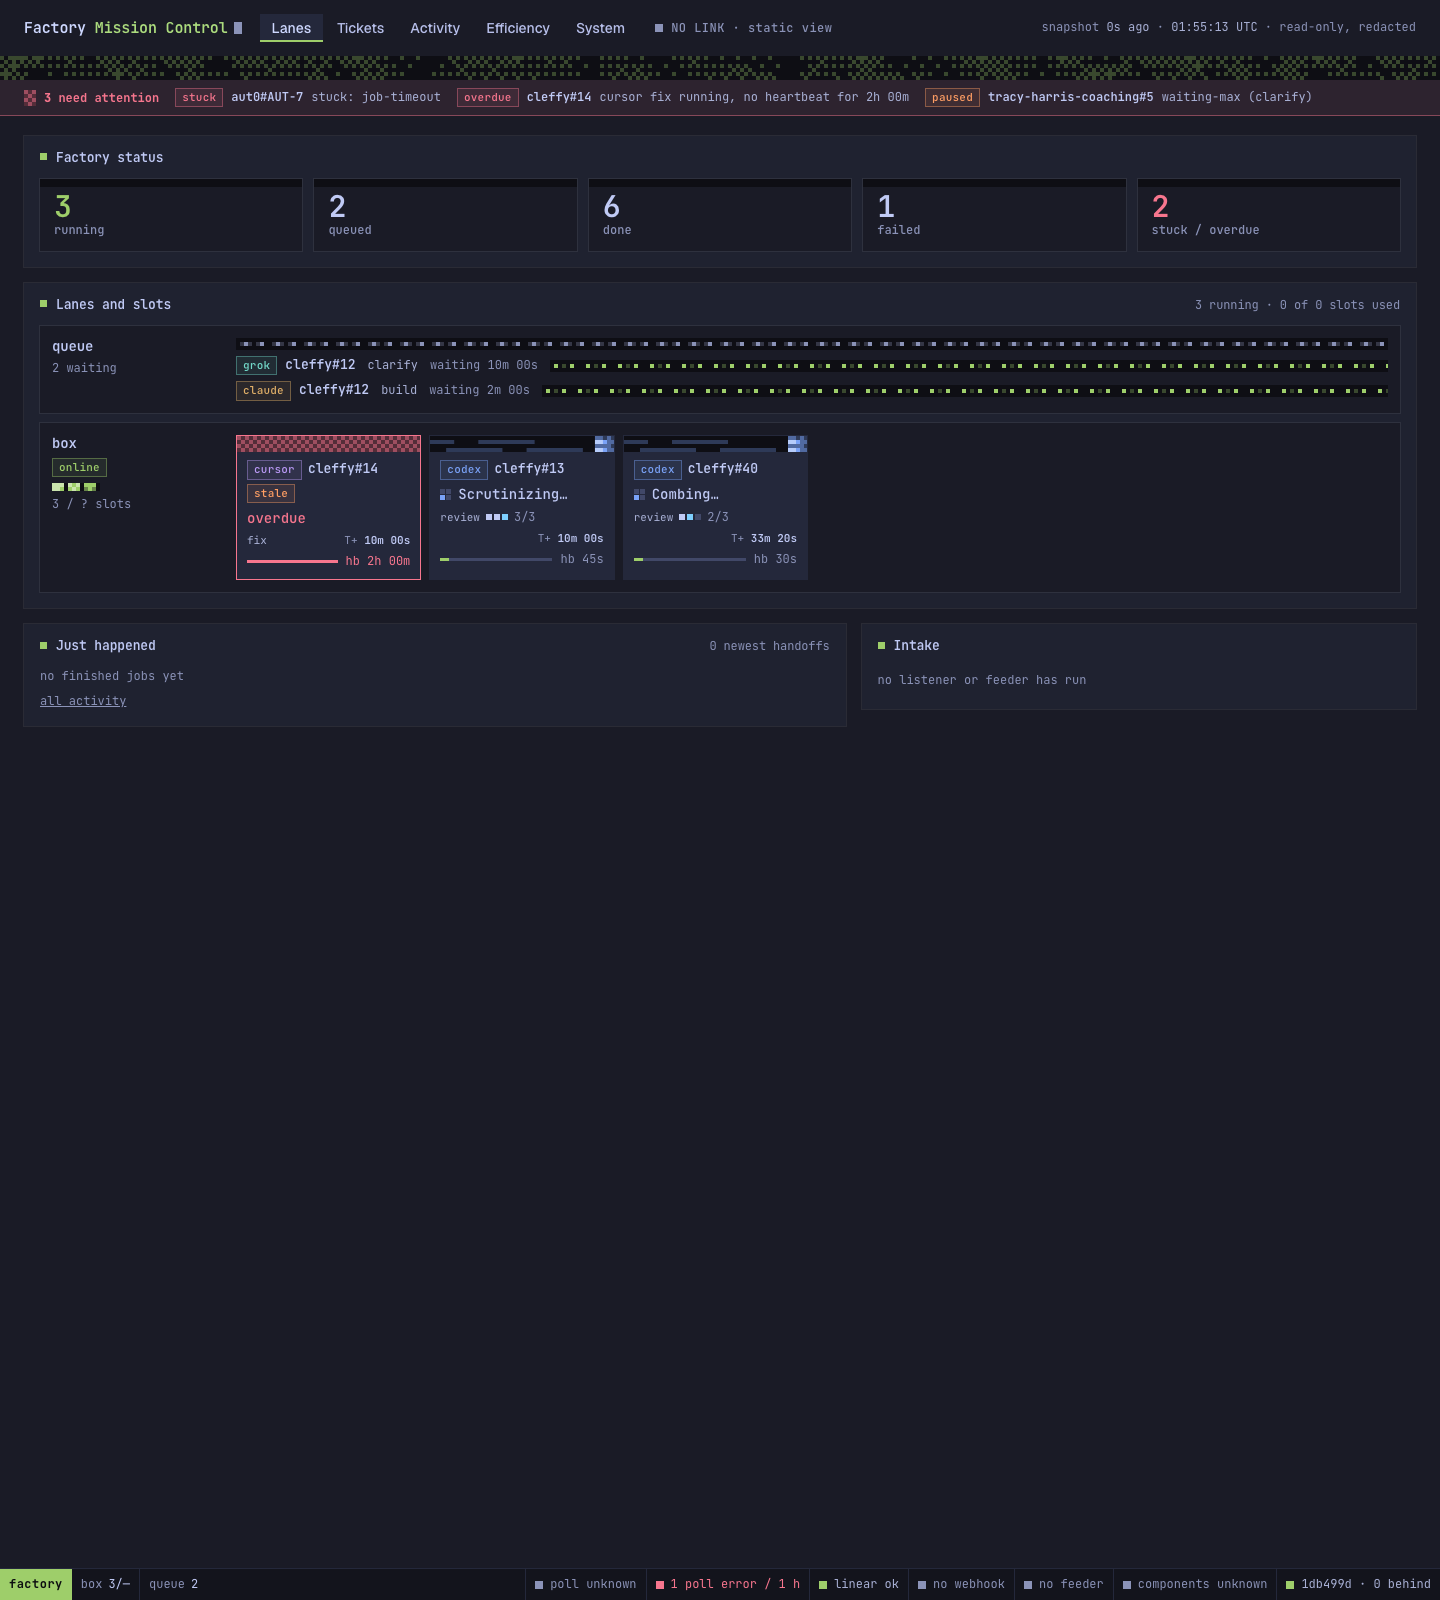 Factory Mission Control Lanes Tickets Activity Efficiency System NO LINK · static view snapshot 0s ago · 01:55:13 UTC · read-only, redacted
3 need attention stuck aut0#AUT-7 stuck: job-timeout overdue cleffy#14 cursor fix running, no heartbeat for 2h 00m paused tracy-harris-coaching#5 waiting-max (clarify)
Factory status
3 2 6 1 2
running queued done failed stuck / overdue
Lanes and slots 3 running · 0 of 0 slots used
queue
2 waiting
grok cleffy#12 clarify waiting 10m 00s
claude cleffy#12 build waiting 2m 00s
box
online
3 / ? slots
cursor cleffy#14
stale
overdue
fix T+ 10m 00s
hb 2h 00m
codex cleffy#13
Scrutinizing…
review 3/3
T+ 10m 00s
hb 45s
codex cleffy#40
Combing…
review 2/3
T+ 33m 20s
hb 30s
Just happened 0 newest handoffs
no finished jobs yet
all activity
Intake
no listener or feeder has run
factory box 3/— queue 2 poll unknown 1 poll error / 1 h linear ok no webhook no feeder components unknown 1db499d · 0 behind